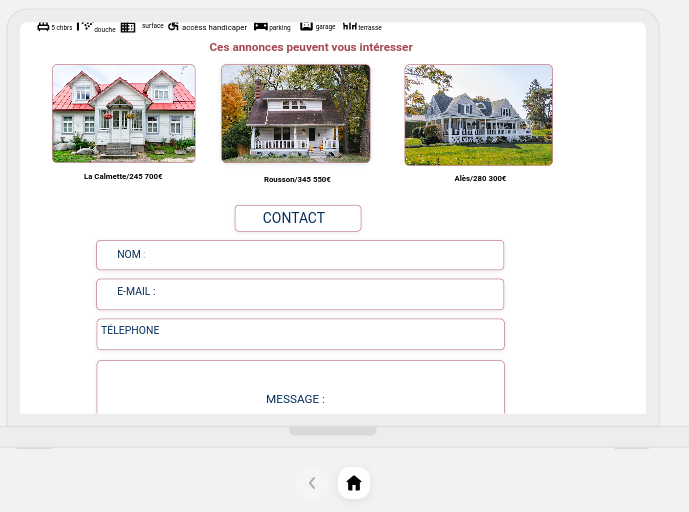 5 chbrs douche surface accèss handicaper parking garage terrasse
Ces annonces peuvent vous intéresser
La Calmette/245 700€ Rousson/345 550€ Alès/280 300€
CONTACT
NOM :
E-MAIL :
TÉLEPHONE
MESSAGE :